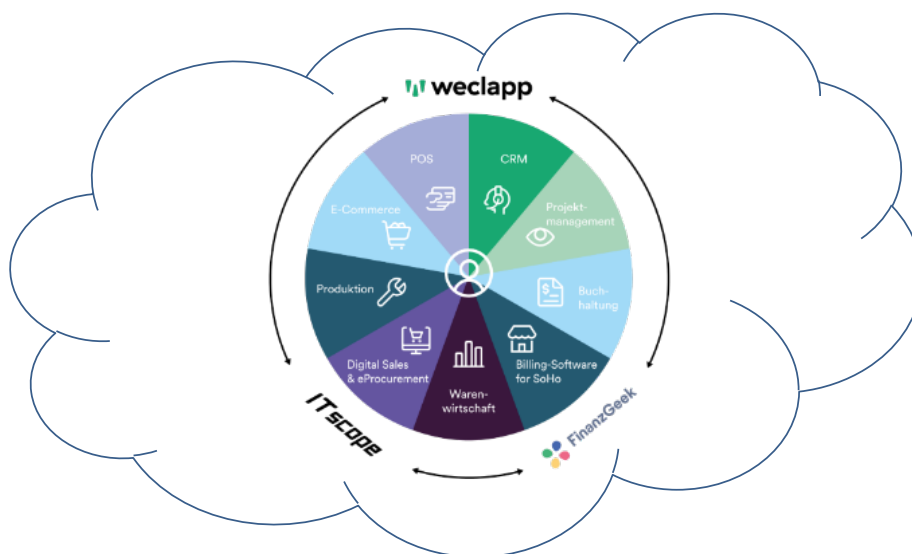 weclapp
POS
CRM
E-Commerce
Projekt-
management
Produktion
Buch-
haltung
Digital Sales
& eProcurement
Billing-Software
for SoHo
Waren-
wirtschaft
ITscope
FinanzGeek